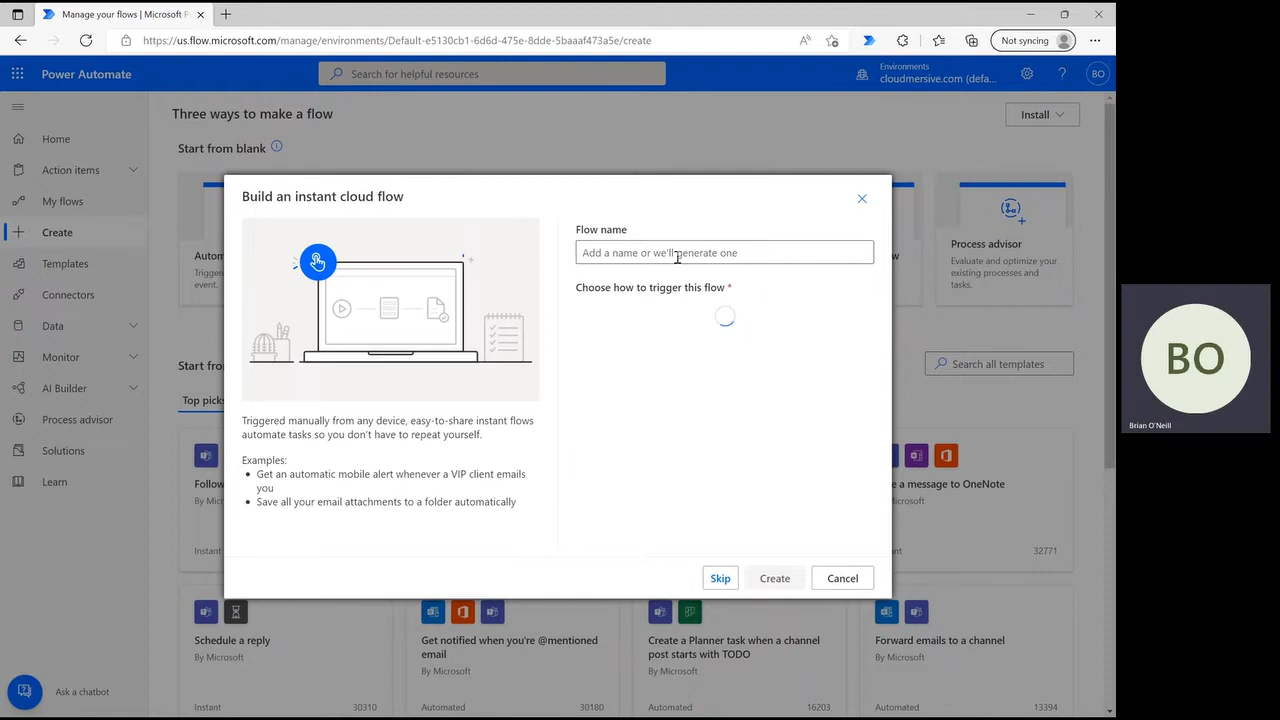 Manage your flows | Microsoft P
https://us.flow.microsoft.com/manage/environments/Default-e5130cb1-6d6d-475e-8dde-5baaaf473a5e/create
Not syncing
Power Automate
Search for helpful resources
Environments
cloudmersive.com (defa...
BO
Three ways to make a flow
Install
Start from blank
Home
Action items
My flows
Create
Templates
Connectors
Data
Monitor
AI Builder
Process advisor
Solutions
Learn
Ask a chatbot
Build an instant cloud flow
Triggered manually from any device, easy-to-share instant flows
automate tasks so you don't have to repeat yourself.
Examples:
Get an automatic mobile alert whenever a VIP client emails
you
Save all your email attachments to a folder automatically
Flow name
Add a name or we'll generate one
Choose how to trigger this flow *
Skip
Create
Cancel
Process advisor
Evaluate and optimize your
existing processes and
tasks.
Search all templates
Top picks
e a message to OneNote
Instant
32771
Schedule a reply
By Microsoft
Instant
30310
Get notified when you're @mentioned
email
By Microsoft
Automated
30180
Create a Planner task when a channel
post starts with TODO
By Microsoft
Automated
16203
Forward emails to a channel
By Microsoft
Automated
13394
BO
Brian O'Neill